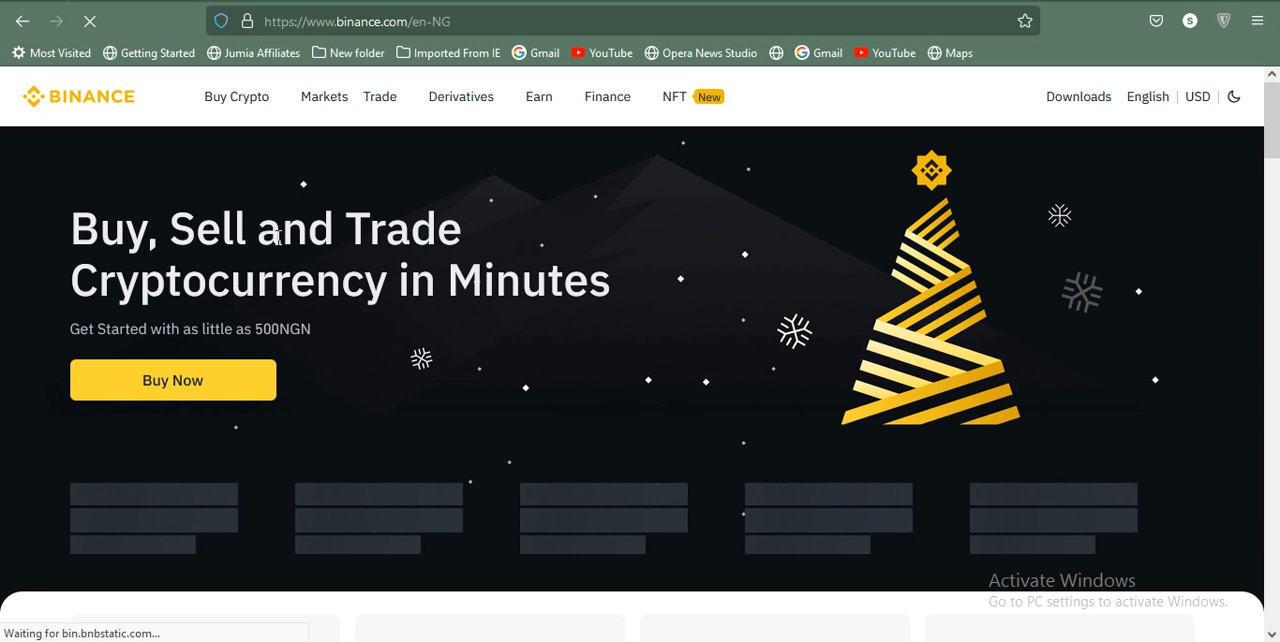 https://www.binance.com/en-NG
S
Most Visited Getting Started Jumia Affiliates New folder Imported From IE Gmail YouTube Opera News Studio Gmail YouTube Maps
BINANCE Buy Crypto Markets Trade Derivatives Earn Finance NFT New Downloads English USD
Buy, Sell and Trade
Cryptocurrency in Minutes
Get Started with as little as 500NGN
Buy Now
Activate Windows
Go to PC settings to activate Windows.
Waiting for bin.bnbstatic.com...